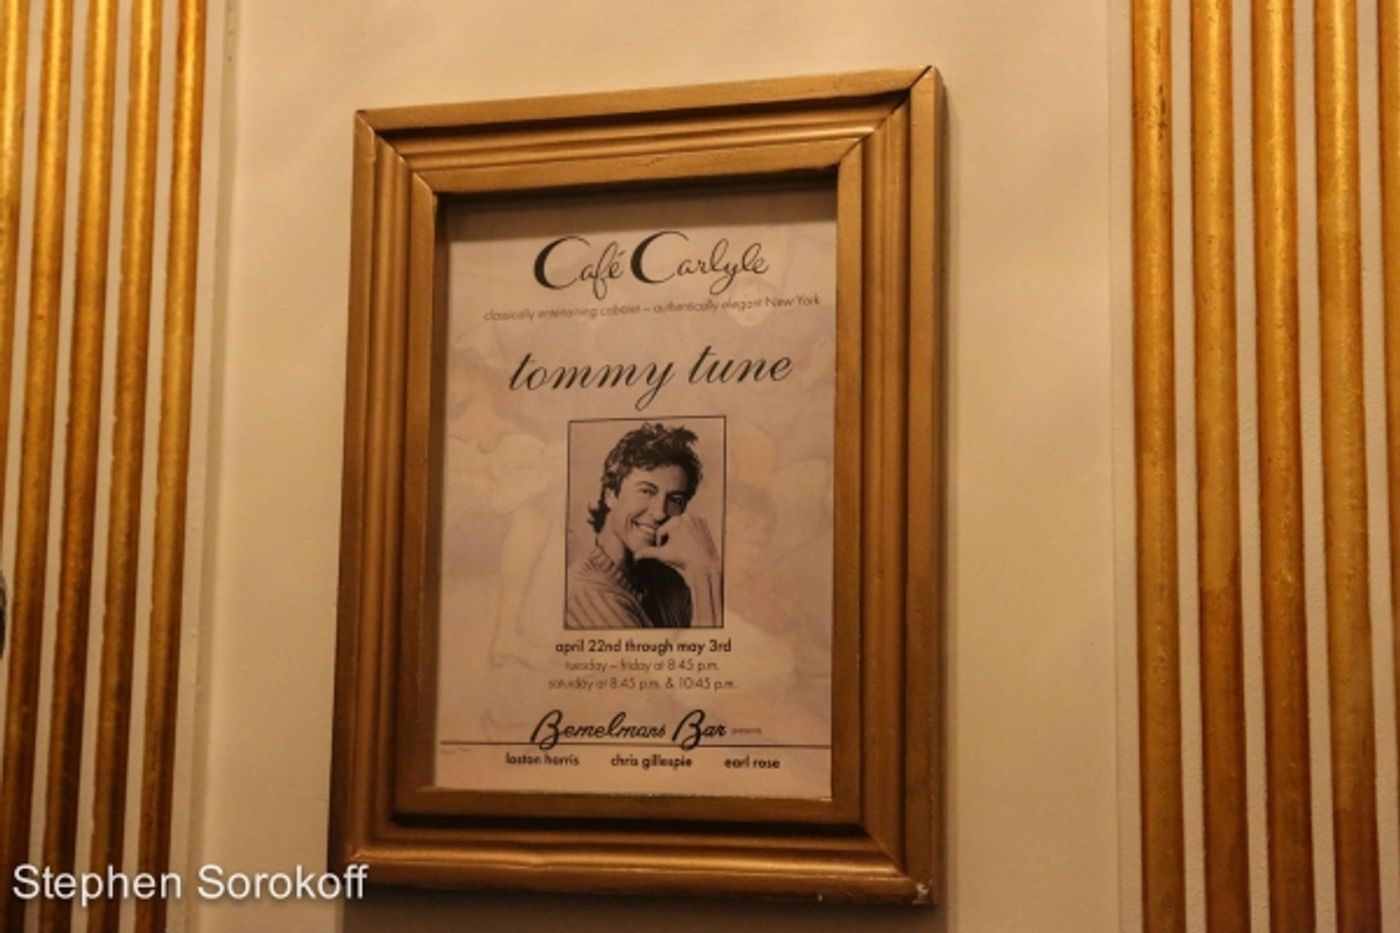 Café Carlyle
classically entertaining cabaret – authentically elegant New York
tommy tune
april 22nd through may 3rd
tuesday – friday at 8:45 p.m.
saturday at 8:45 p.m. & 10:45 p.m.
Bemelmans Bar presents
loston harris chris gillespie earl rose
Stephen Sorokoff